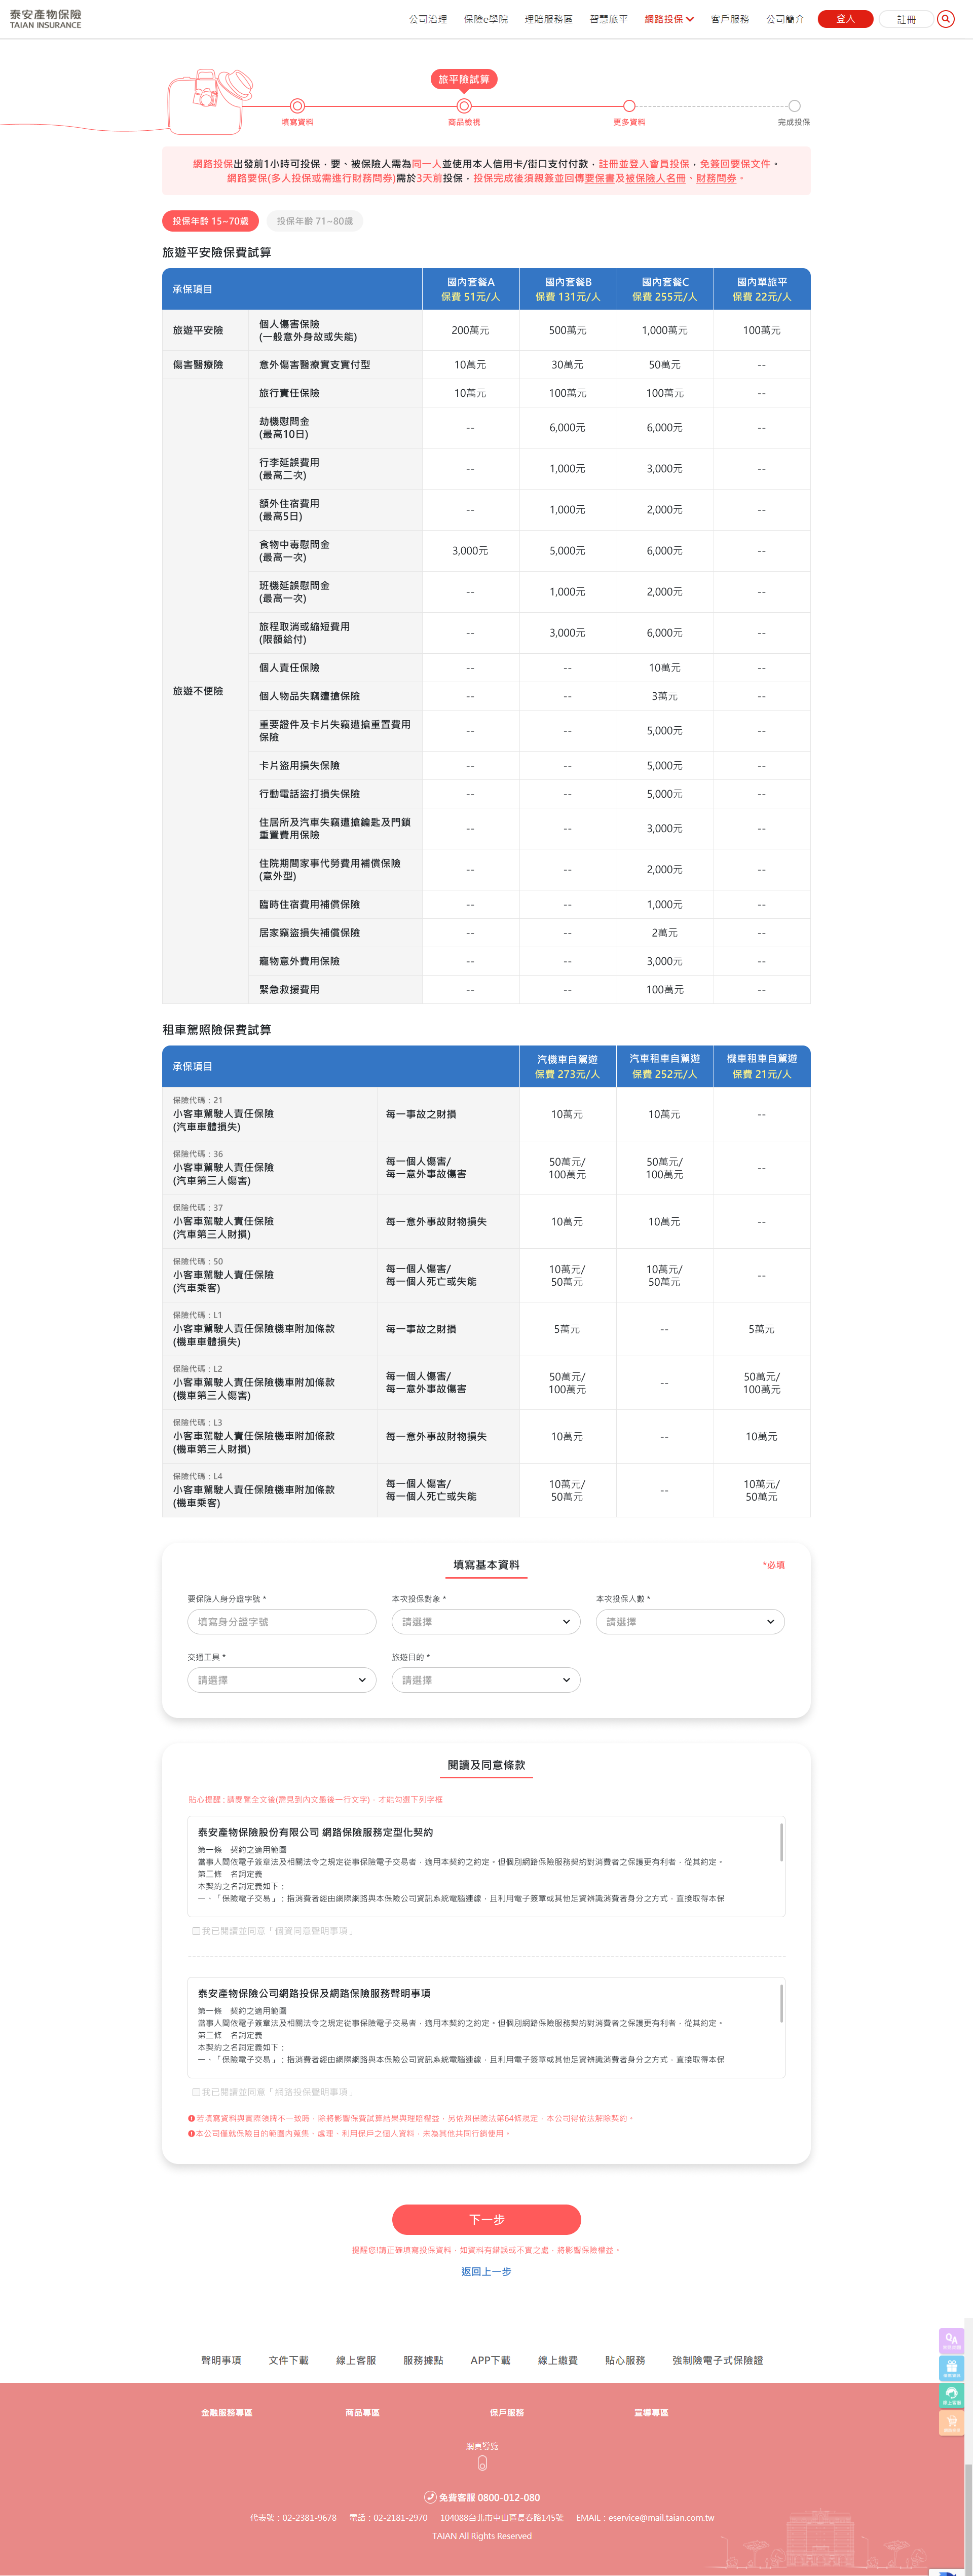 泰安產物保險
TAIAN INSURANCE
公司治理 保險e學院 理賠服務區 智慧旅平 網路投保 客戶服務 公司簡介 登入 註冊
旅平險試算
填寫資料 商品檢視 更多資料 完成投保
網路投保出發前1小時可投保，要、被保險人需為同一人並使用本人信用卡/街口支付付款，註冊並登入會員投保，免簽回要保文件。
網路要保(多人投保或需進行財務問券)需於3天前投保，投保完成後須親簽並回傳要保書及被保險人名冊、財務問券。
投保年齡 15~70歲 投保年齡 71~80歲
旅遊平安險保費試算
承保項目 國內套餐A 國內套餐B 國內套餐C 國內單旅平
保費 51元/人 保費 131元/人 保費 255元/人 保費 22元/人
旅遊平安險 個人傷害保險 200萬元 500萬元 1,000萬元 100萬元
(一般意外身故或失能)
傷害醫療險 意外傷害醫療實支實付型 10萬元 30萬元 50萬元 --
旅行責任保險 10萬元 100萬元 100萬元 --
劫機慰問金 -- 6,000元 6,000元 --
(最高10日)
行李延誤費用 -- 1,000元 3,000元 --
(最高二次)
額外住宿費用 -- 1,000元 2,000元 --
(最高5日)
食物中毒慰問金 3,000元 5,000元 6,000元 --
(最高一次)
班機延誤慰問金 -- 1,000元 2,000元 --
(最高一次)
旅程取消或縮短費用 -- 3,000元 6,000元 --
(限額給付)
個人責任保險 -- -- 10萬元 --
旅遊不便險
個人物品失竊遭搶保險 -- -- 3萬元 --
重要證件及卡片失竊遭搶重置費用 -- -- 5,000元 --
保險
卡片盜用損失保險 -- -- 5,000元 --
行動電話盜打損失保險 -- -- 5,000元 --
住居所及汽車失竊遭搶鑰匙及門鎖 -- -- 3,000元 --
重置費用保險
住院期間家事代勞費用補償保險 -- -- 2,000元 --
(意外型)
臨時住宿費用補償保險 -- -- 1,000元 --
居家竊盜損失補償保險 -- -- 2萬元 --
寵物意外費用保險 -- -- 3,000元 --
緊急救援費用 -- -- 100萬元 --
租車駕照險保費試算
承保項目 汽機車自駕遊 汽車租車自駕遊 機車租車自駕遊
保費 273元/人 保費 252元/人 保費 21元/人
保險代碼：21
小客車駕駛人責任保險 每一事故之財損 10萬元 10萬元 --
(汽車車體損失)
保險代碼：36
小客車駕駛人責任保險 每一個人傷害/ 50萬元/ 50萬元/ --
(汽車第三人傷害) 每一意外事故傷害 100萬元 100萬元
保險代碼：37
小客車駕駛人責任保險 每一意外事故財物損失 10萬元 10萬元 --
(汽車第三人財損)
保險代碼：50
小客車駕駛人責任保險 每一個人傷害/ 10萬元/ 10萬元/ --
(汽車乘客) 每一個人死亡或失能 50萬元 50萬元
保險代碼：L1
小客車駕駛人責任保險機車附加條款 每一事故之財損 5萬元 -- 5萬元
(機車車體損失)
保險代碼：L2
小客車駕駛人責任保險機車附加條款 每一個人傷害/ 50萬元/ -- 50萬元/
(機車第三人傷害) 每一意外事故傷害 100萬元 100萬元
保險代碼：L3
小客車駕駛人責任保險機車附加條款 每一意外事故財物損失 10萬元 -- 10萬元
(機車第三人財損)
保險代碼：L4
小客車駕駛人責任保險機車附加條款 每一個人傷害/ 10萬元/ -- 10萬元/
(機車乘客) 每一個人死亡或失能 50萬元 50萬元
填寫基本資料
*必填
要保險人身分證字號 * 本次投保對象 * 本次投保人數 *
填寫身分證字號 請選擇 請選擇
交通工具 * 旅遊目的 *
請選擇 請選擇
閱讀及同意條款
貼心提醒：請閱覽全文後(需見到內文最後一行文字)，才能勾選下列字框
泰安產物保險股份有限公司 網路保險服務定型化契約
第一條 契約之適用範圍
當事人間依電子簽章法及相關法令之規定從事保險電子交易者，適用本契約之約定。但個別網路保險服務契約對消費者之保護更有利者，從其約定。
第二條 名詞定義
本契約之名詞定義如下：
一、「保險電子交易」：指消費者經由網際網路與本保險公司資訊系統電腦連線，且利用電子簽章或其他足資辨識消費者身分之方式，直接取得本保
我已閱讀並同意「個資同意聲明事項」
泰安產物保險公司網路投保及網路保險服務聲明事項
第一條 契約之適用範圍
當事人間依電子簽章法及相關法令之規定從事保險電子交易者，適用本契約之約定。但個別網路保險服務契約對消費者之保護更有利者，從其約定。
第二條 名詞定義
本契約之名詞定義如下：
一、「保險電子交易」：指消費者經由網際網路與本保險公司資訊系統電腦連線，且利用電子簽章或其他足資辨識消費者身分之方式，直接取得本保
我已閱讀並同意「網路投保聲明事項」
若填寫資料與實際領牌不一致時，除將影響保費試算結果與理賠權益，另依照保險法第64條規定，本公司得依法解除契約。
本公司僅就保險目的範圍內蒐集、處理、利用保戶之個人資料，未為其他共同行銷使用。
下一步
提醒您!請正確填寫投保資料，如資料有錯誤或不實之處，將影響保險權益。
返回上一步
聲明事項 文件下載 線上客服 服務據點 APP下載 線上繳費 貼心服務 強制險電子式保險證
金融服務專區 商品專區 保戶服務 宣導專區
網頁導覽
免費客服 0800-012-080
代表號：02-2381-9678 電話：02-2181-2970 104088台北市中山區長春路145號 EMAIL：eservice@mail.taian.com.tw
TAIAN All Rights Reserved